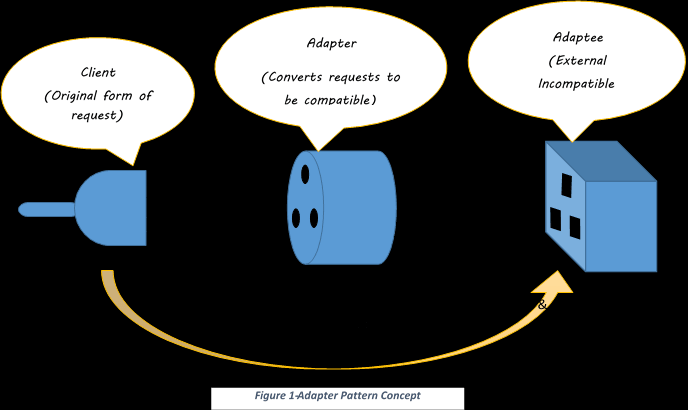 Client
(Original form of
request)
Adapter
(Converts requests to
be compatible)
Adaptee
(External
Incompatible
&
Figure 1-Adapter Pattern Concept